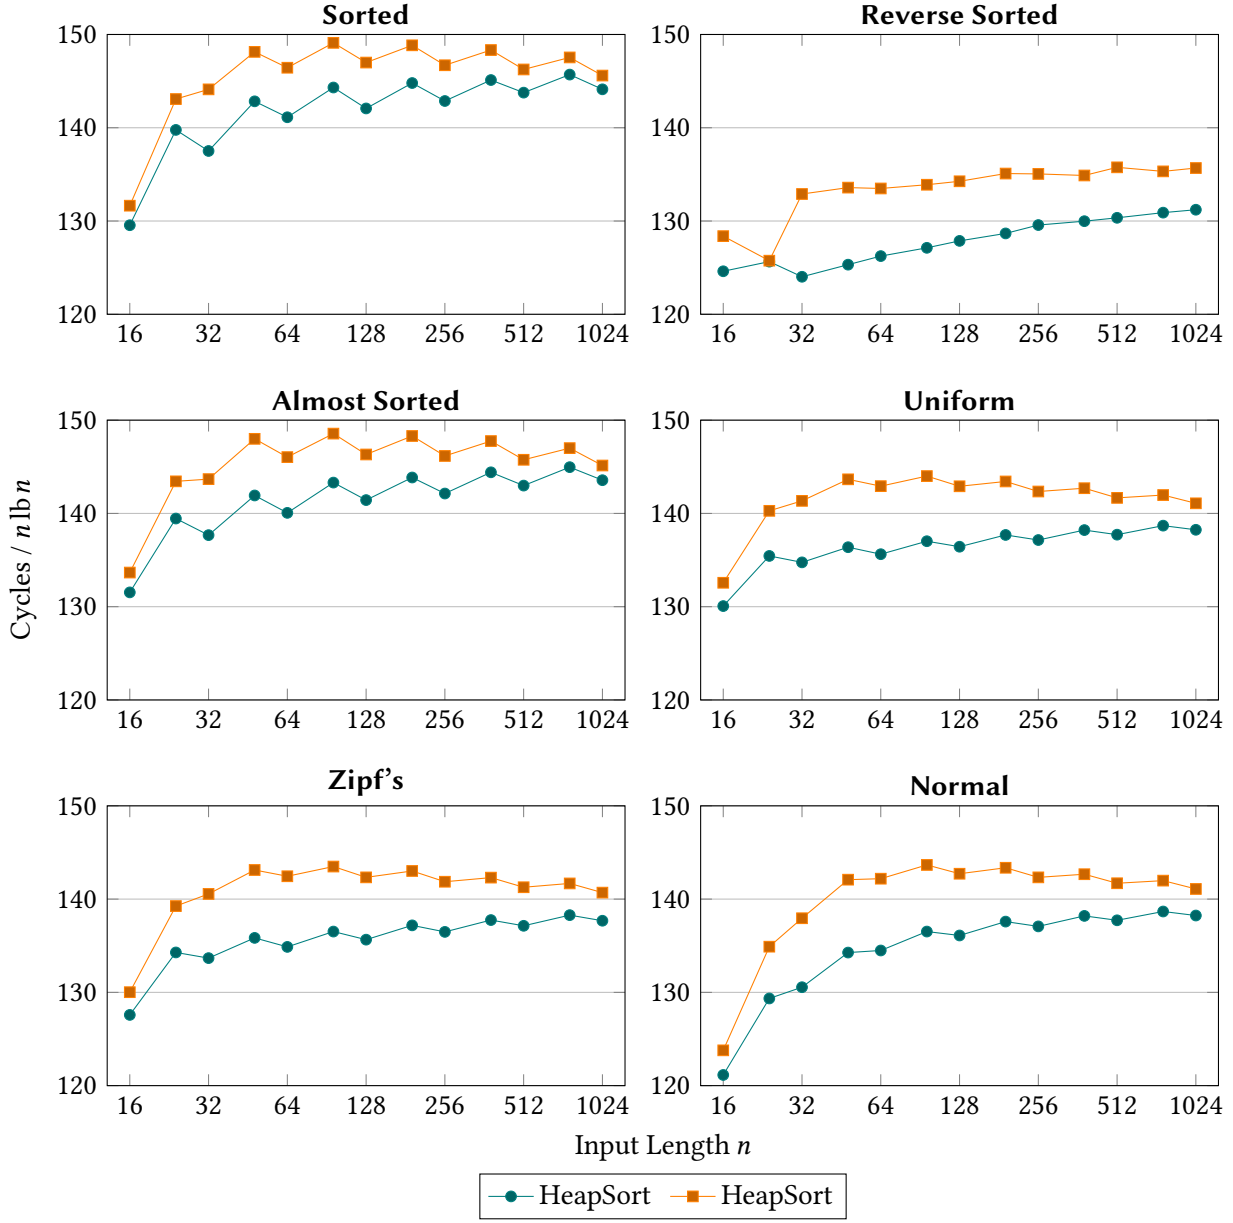 Sorted
150
140
130
120
16 32 64 128 256 512 1024
Reverse Sorted
150
140
130
120
16 32 64 128 256 512 1024
Almost Sorted
150
140
130
120
16 32 64 128 256 512 1024
Uniform
150
140
130
120
16 32 64 128 256 512 1024
Cycles / n lb n
Zipf's
150
140
130
120
16 32 64 128 256 512 1024
Normal
150
140
130
120
16 32 64 128 256 512 1024
Input Length n
HeapSort HeapSort